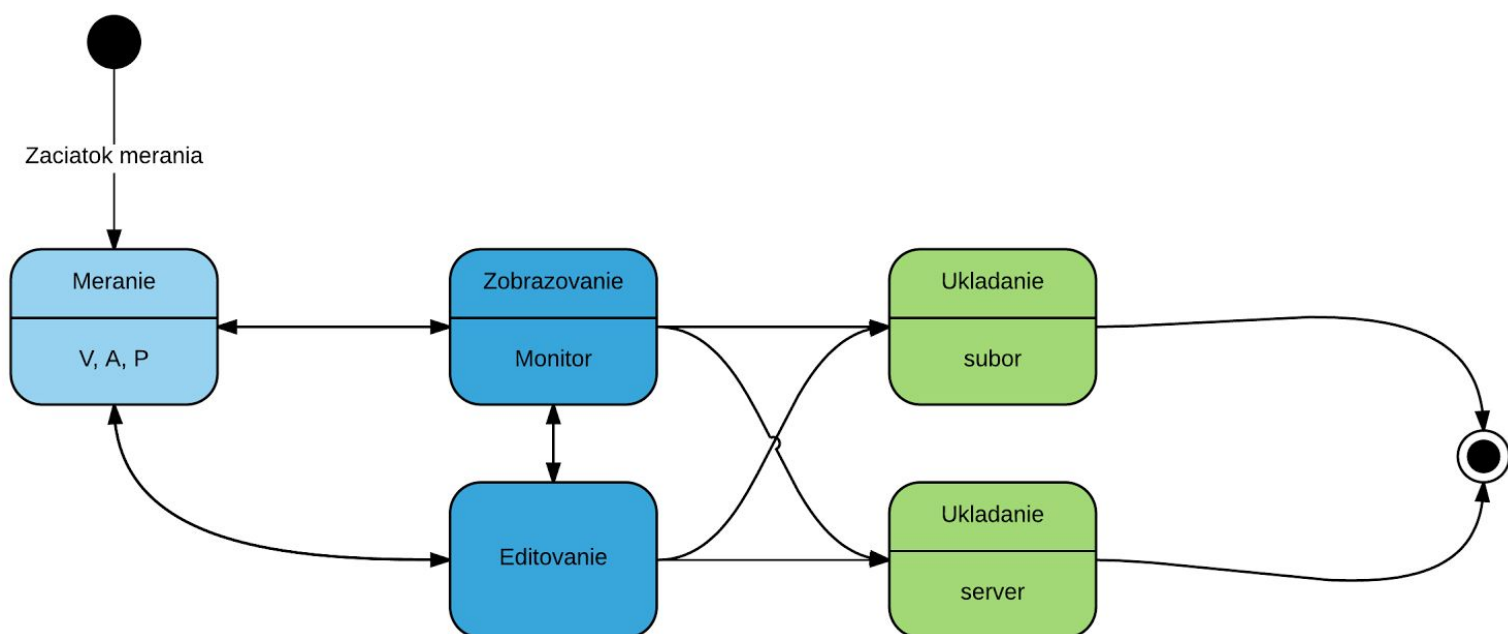 Zaciatok merania
Meranie
V, A, P
Zobrazovanie
Monitor
Ukladanie
subor
Editovanie
Ukladanie
server